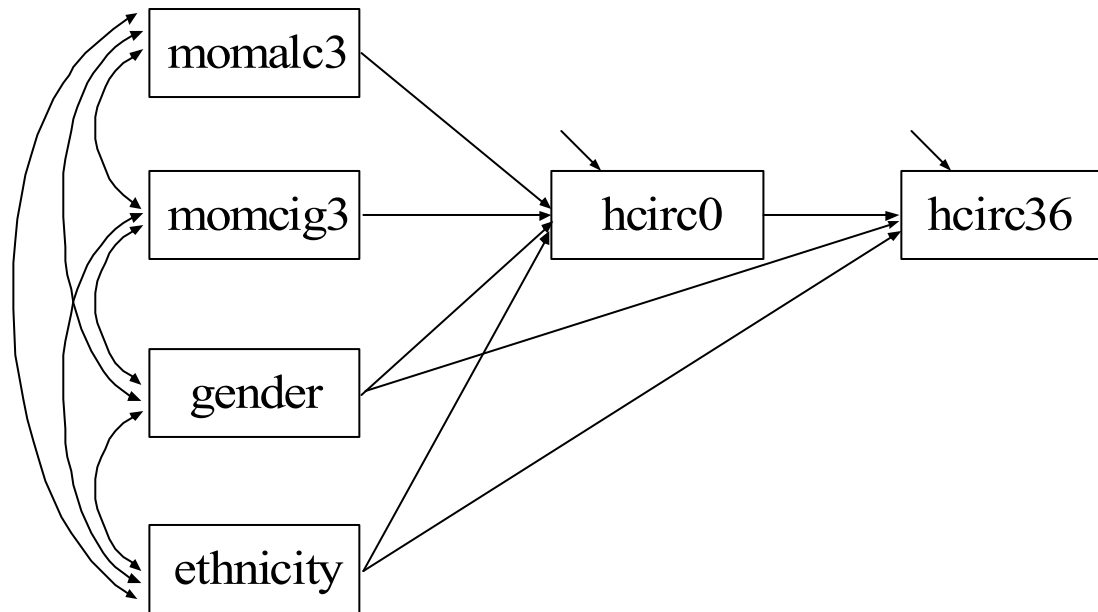 momalc3
momcig3
hcirc0
hcirc36
gender
ethnicity